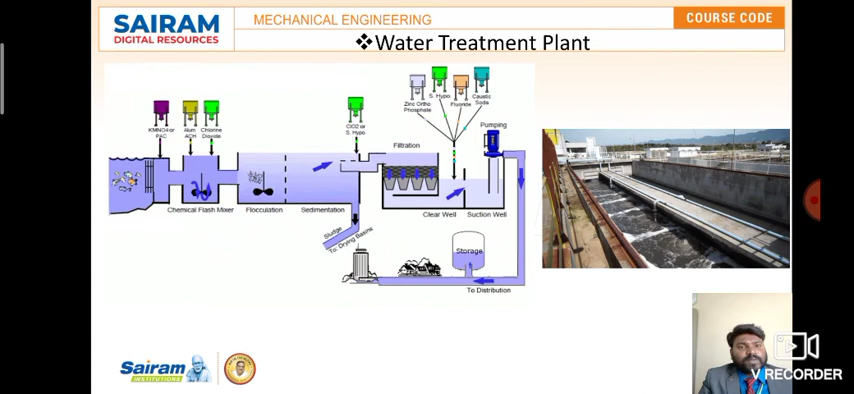 SAIRAM
DIGITAL RESOURCES
MECHANICAL ENGINEERING
COURSE CODE
❖Water Treatment Plant
KMNO4 or
PAC
Alum
ACH
Chlorine
Dioxide
ClO2 or
S. Hypo
Zinc Ortho
Phosphate
S. Hypo
Fluoride
Caustic
Soda
Pumping
Filtration
Chemical Flash Mixer
Flocculation
Sedimentation
Clear Well
Suction Well
Sludge
To: Drying Basins
Storage
To Distribution
Sairam
INSTITUTIONS
V RECORDER